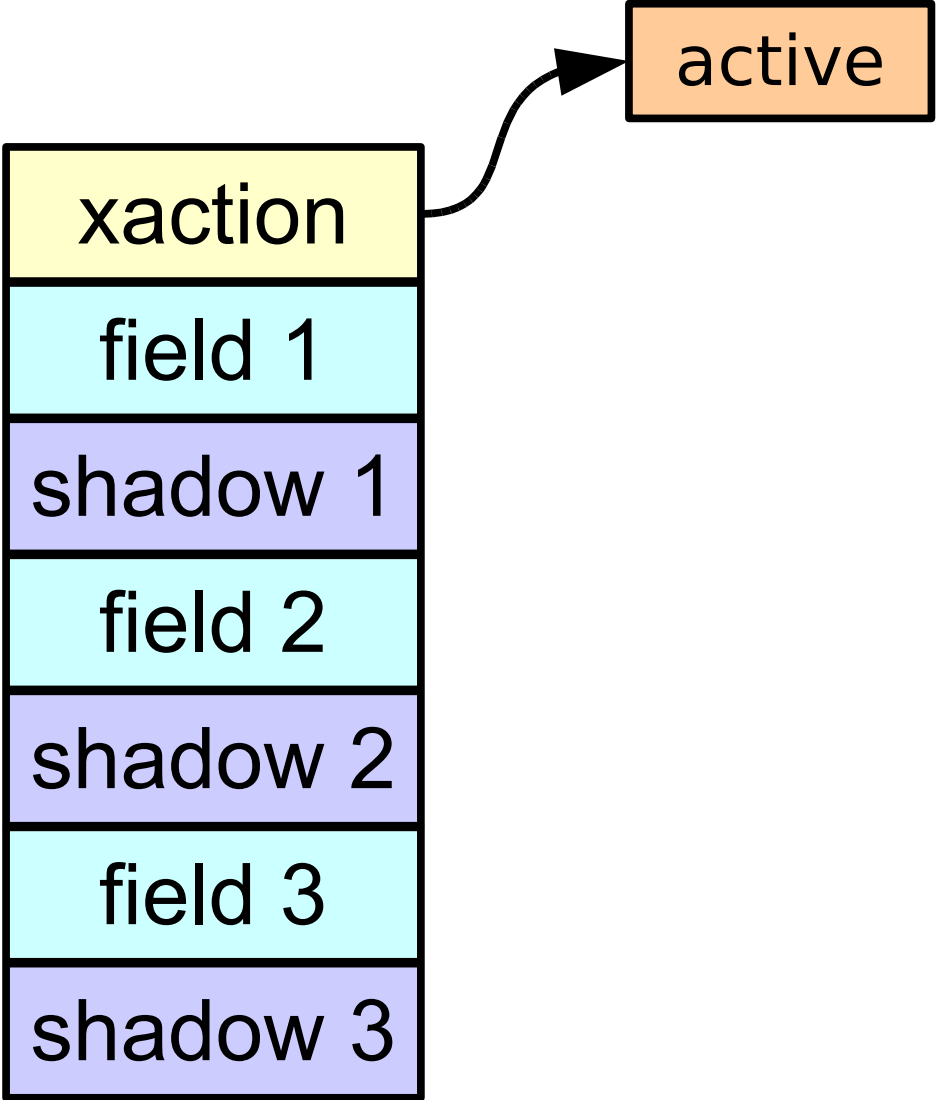 active
xaction
field 1
shadow 1
field 2
shadow 2
field 3
shadow 3